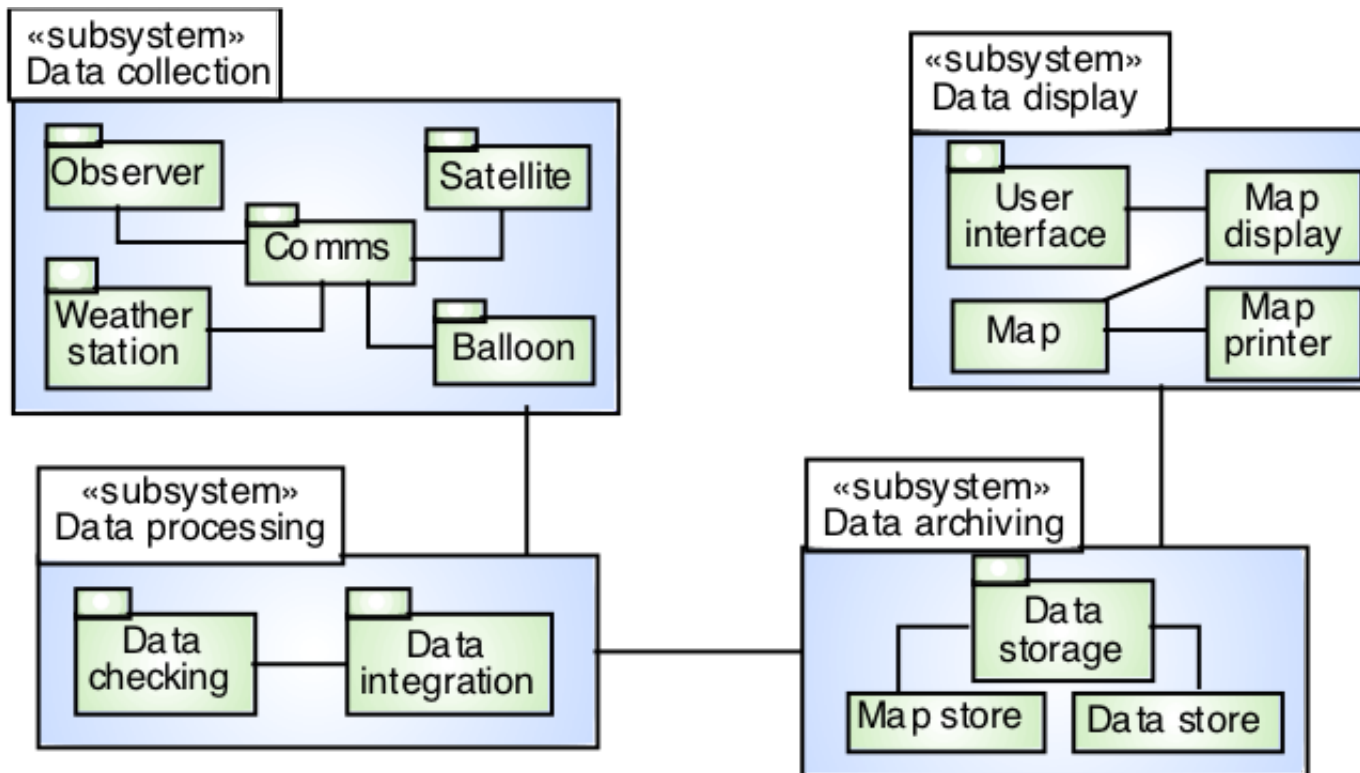 «subsystem»
Data collection
Observer
Satellite
Comms
Weather
station
Balloon
«subsystem»
Data display
User
interface
Map
display
Map
Map
printer
«subsystem»
Data processing
Data
checking
Data
integration
«subsystem»
Data archiving
Data
storage
Map store
Data store